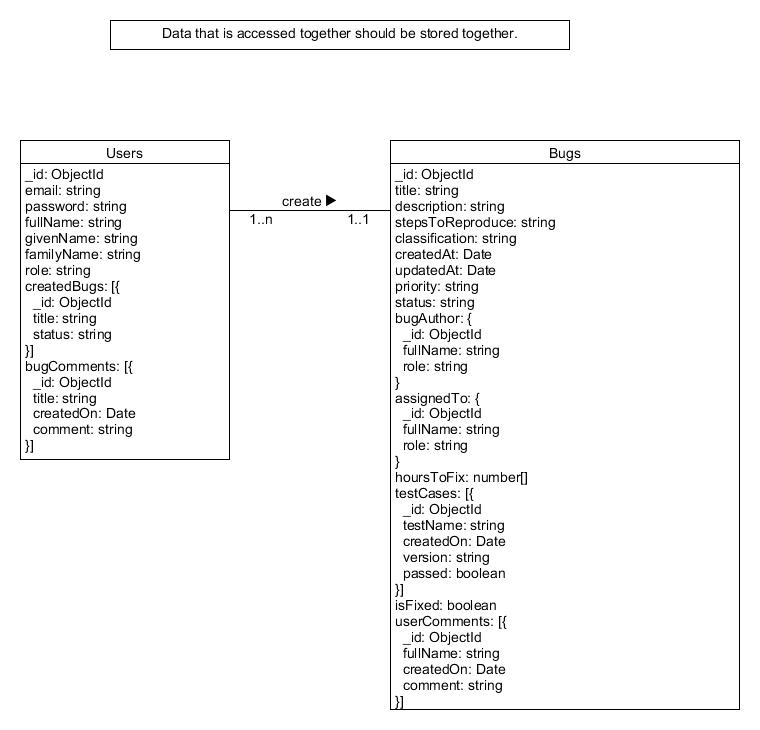 Data that is accessed together should be stored together.
Users
_id: ObjectId
email: string
password: string
fullName: string
givenName: string
familyName: string
role: string
createdBugs: [{
_id: ObjectId
title: string
status: string
}]
bugComments: [{
_id: ObjectId
title: string
createdOn: Date
comment: string
}]
create ▶
1..n
1..1
Bugs
_id: ObjectId
title: string
description: string
stepsToReproduce: string
classification: string
createdAt: Date
updatedAt: Date
priority: string
status: string
bugAuthor: {
_id: ObjectId
fullName: string
role: string
}
assignedTo: {
_id: ObjectId
fullName: string
role: string
}
hoursToFix: number[]
testCases: [{
_id: ObjectId
testName: string
createdOn: Date
version: string
passed: boolean
}]
isFixed: boolean
userComments: [{
_id: ObjectId
fullName: string
createdOn: Date
comment: string
}]